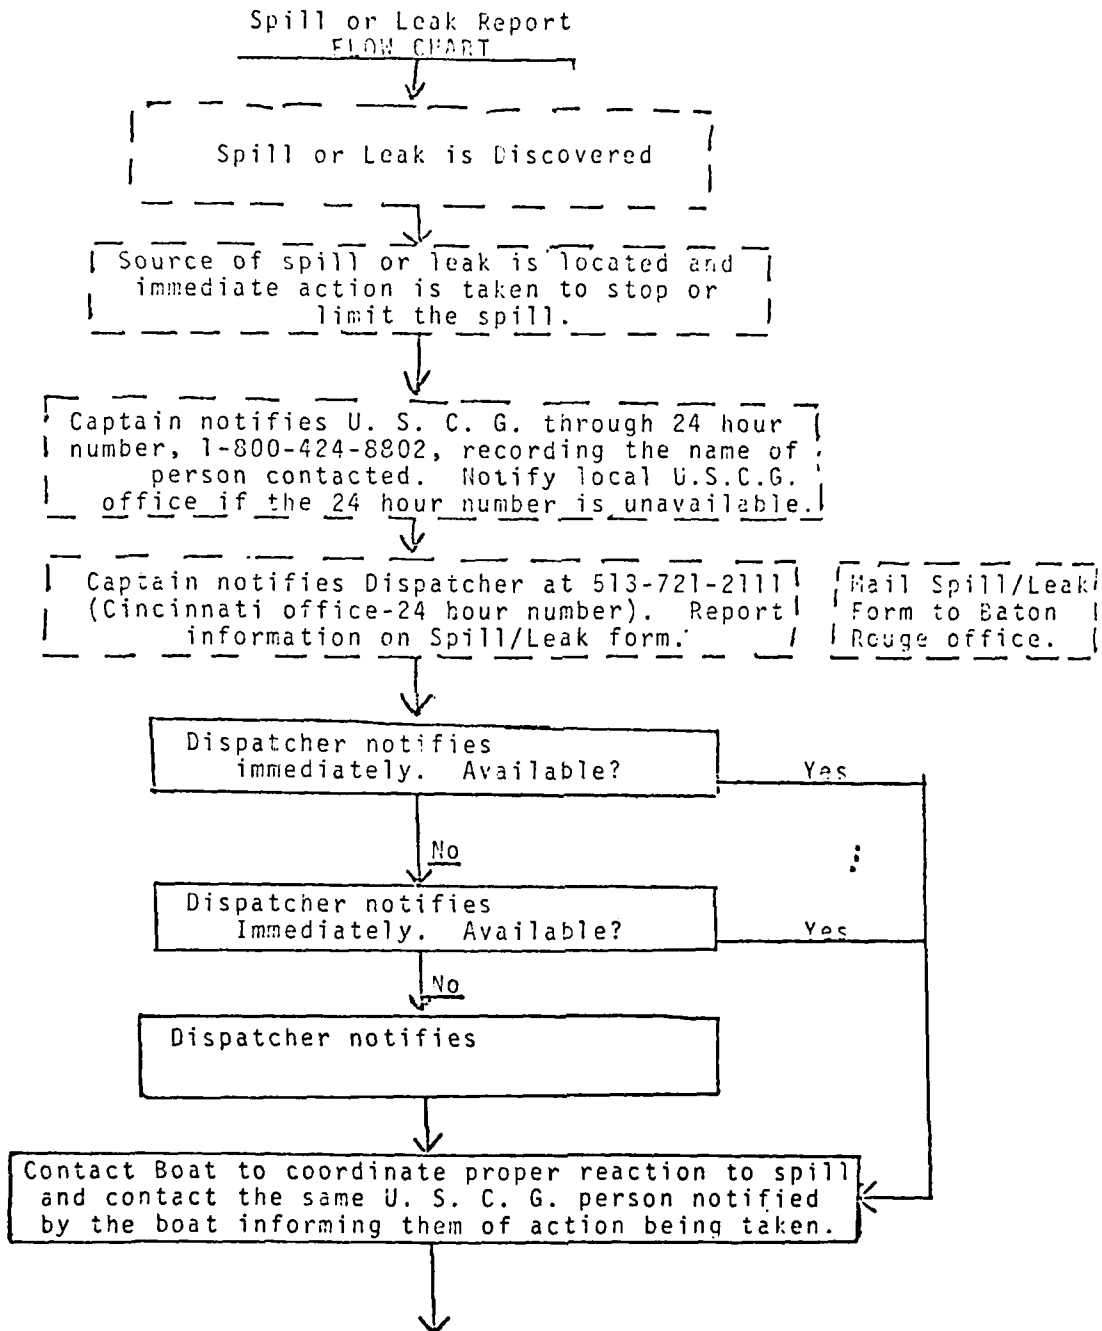 Spill or Leak Report
FLOW CHART
Spill or Leak is Discovered
Source of spill or leak is located and
immediate action is taken to stop or
limit the spill.
Captain notifies U. S. C. G. through 24 hour
number, 1-800-424-8802, recording the name of
person contacted. Notify local U.S.C.G.
office if the 24 hour number is unavailable.
Captain notifies Dispatcher at 513-721-2111
(Cincinnati office-24 hour number). Report
information on Spill/Leak form.
Mail Spill/Leak
Form to Baton
Rouge office.
Dispatcher notifies
immediately. Available?
Yes
No
Dispatcher notifies
Immediately. Available?
Yes
No
Dispatcher notifies
Contact Boat to coordinate proper reaction to spill
and contact the same U. S. C. G. person notified
by the boat informing them of action being taken.